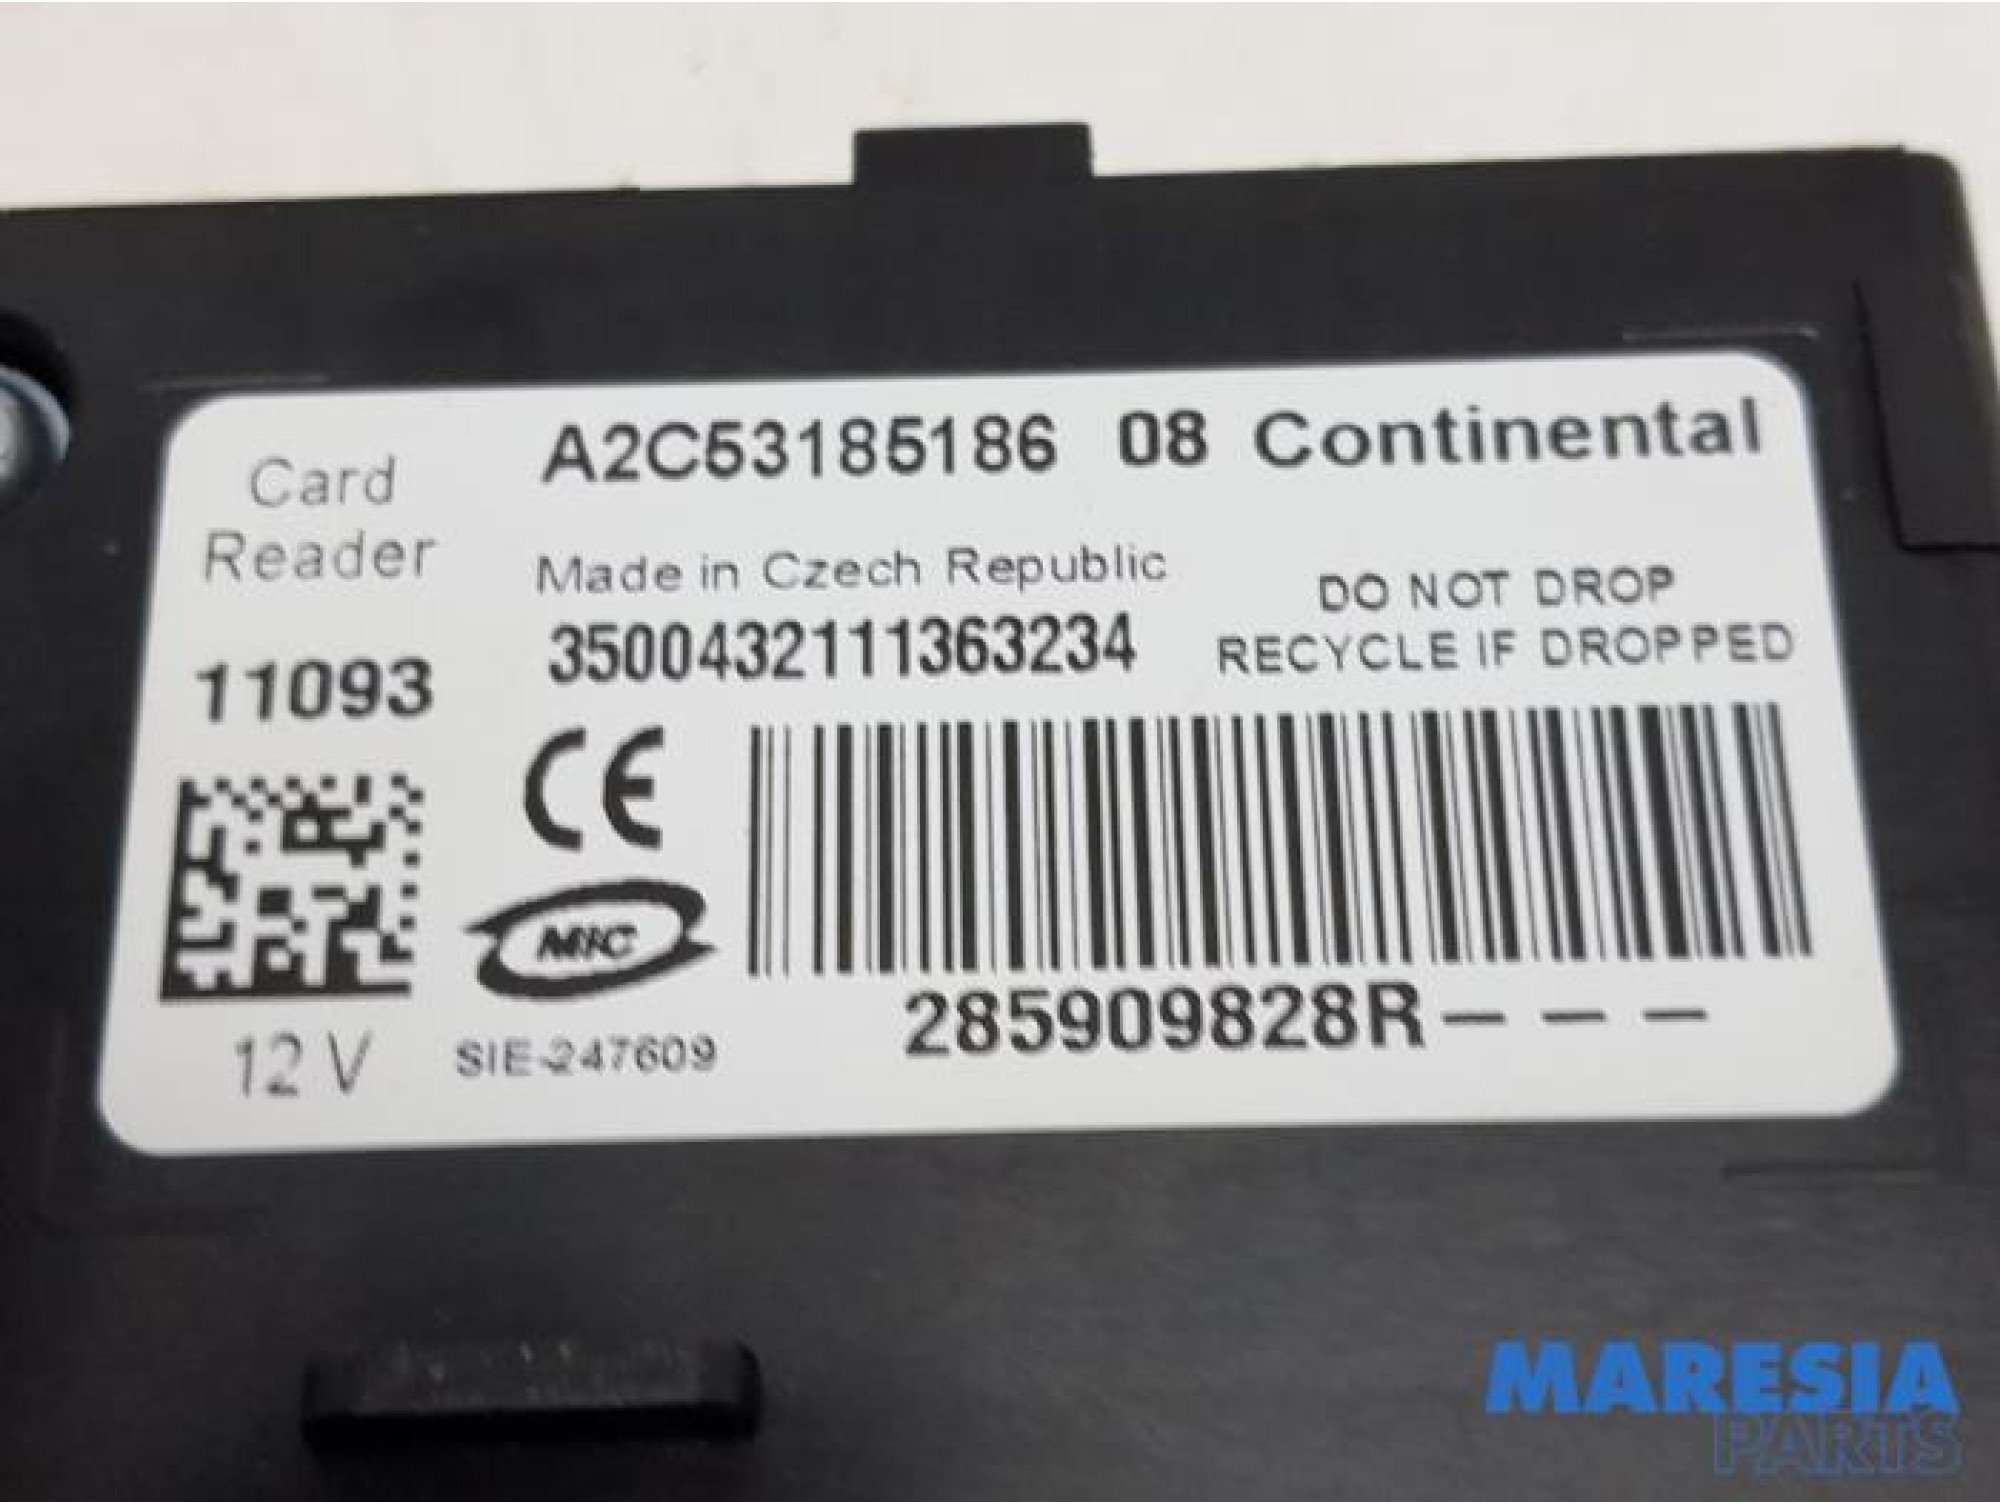 A2C53185186 08 Continental
Card
Reader
Made in Czech Republic
DO NOT DROP
RECYCLE IF DROPPED
3500432111363234
11093
CE
MIC
285909828R---
12 V
SIE-247609
MARESIA
PARTS